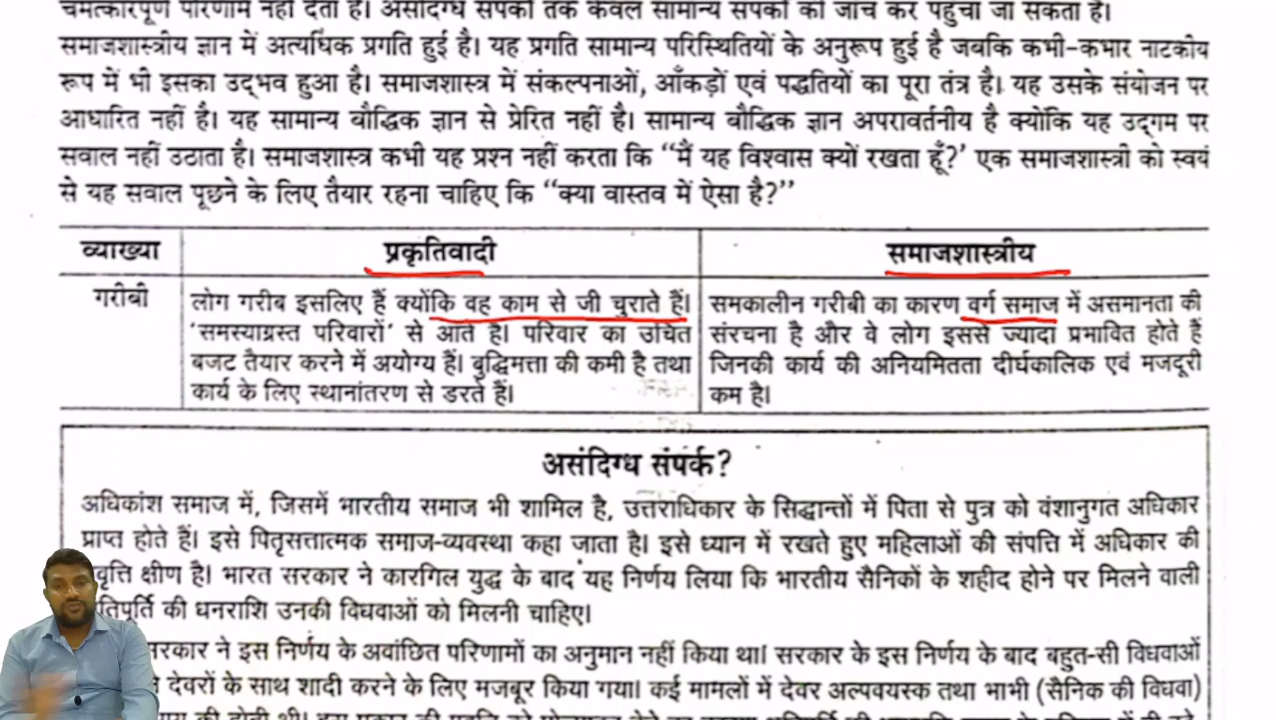 चमत्कारपूर्ण परिणाम नहीं देता है। असंदिग्ध संपर्को तक केवल सामान्य संपर्को की जाँच कर पहुँचा जा सकता है।
समाजशास्त्रीय ज्ञान में अत्यधिक प्रगति हुई है। यह प्रगति सामान्य परिस्थितियों के अनुरूप हुई है जबकि कभी-कभार नाटकीय
रूप में भी इसका उद्भव हुआ है। समाजशास्त्र में संकल्पनाओं, आँकड़ों एवं पद्धतियों का पूरा तंत्र है। यह उसके संयोजन पर
आधारित नहीं है। यह सामान्य बौद्धिक ज्ञान से प्रेरित नहीं है। सामान्य बौद्धिक ज्ञान अपरावर्तनीय है क्योंकि यह उद्गम पर
सवाल नहीं उठाता है। समाजशास्त्र कभी यह प्रश्न नहीं करता कि “मैं यह विश्वास क्यों रखता हूँ?’ एक समाजशास्त्री को स्वयं
से यह सवाल पूछने के लिए तैयार रहना चाहिए कि “क्या वास्तव में ऐसा है?”
व्याख्या प्रकृतिवादी समाजशास्त्रीय
गरीबी लोग गरीब इसलिए हैं क्योंकि वह काम से जी चुराते हैं। समकालीन गरीबी का कारण वर्ग समाज में असमानता की
‘समस्याग्रस्त परिवारों’ से आते हैं। परिवार का उचित संरचना है और वे लोग इससे ज्यादा प्रभावित होते हैं
बजट तैयार करने में अयोग्य हैं। बुद्धिमत्ता की कमी है तथा जिनकी कार्य की अनियमितता दीर्घकालिक एवं मजदूरी
कार्य के लिए स्थानांतरण से डरते हैं। कम है।
असंदिग्ध संपर्क?
अधिकांश समाज में, जिसमें भारतीय समाज भी शामिल है, उत्तराधिकार के सिद्धान्तों में पिता से पुत्र को वंशानुगत अधिकार
प्राप्त होते हैं। इसे पितृसत्तात्मक समाज-व्यवस्था कहा जाता है। इसे ध्यान में रखते हुए महिलाओं की संपत्ति में अधिकार की
वृत्ति क्षीण है। भारत सरकार ने कारगिल युद्ध के बाद यह निर्णय लिया कि भारतीय सैनिकों के शहीद होने पर मिलने वाली
तिपूर्ति की धनराशि उनकी विधवाओं को मिलनी चाहिए।
सरकार ने इस निर्णय के अवांछित परिणामों का अनुमान नहीं किया था। सरकार के इस निर्णय के बाद बहुत-सी विधवाओं
देवरों के साथ शादी करने के लिए मजबूर किया गया। कई मामलों में देवर अल्पवयस्क तथा भाभी (सैनिक की विधवा)